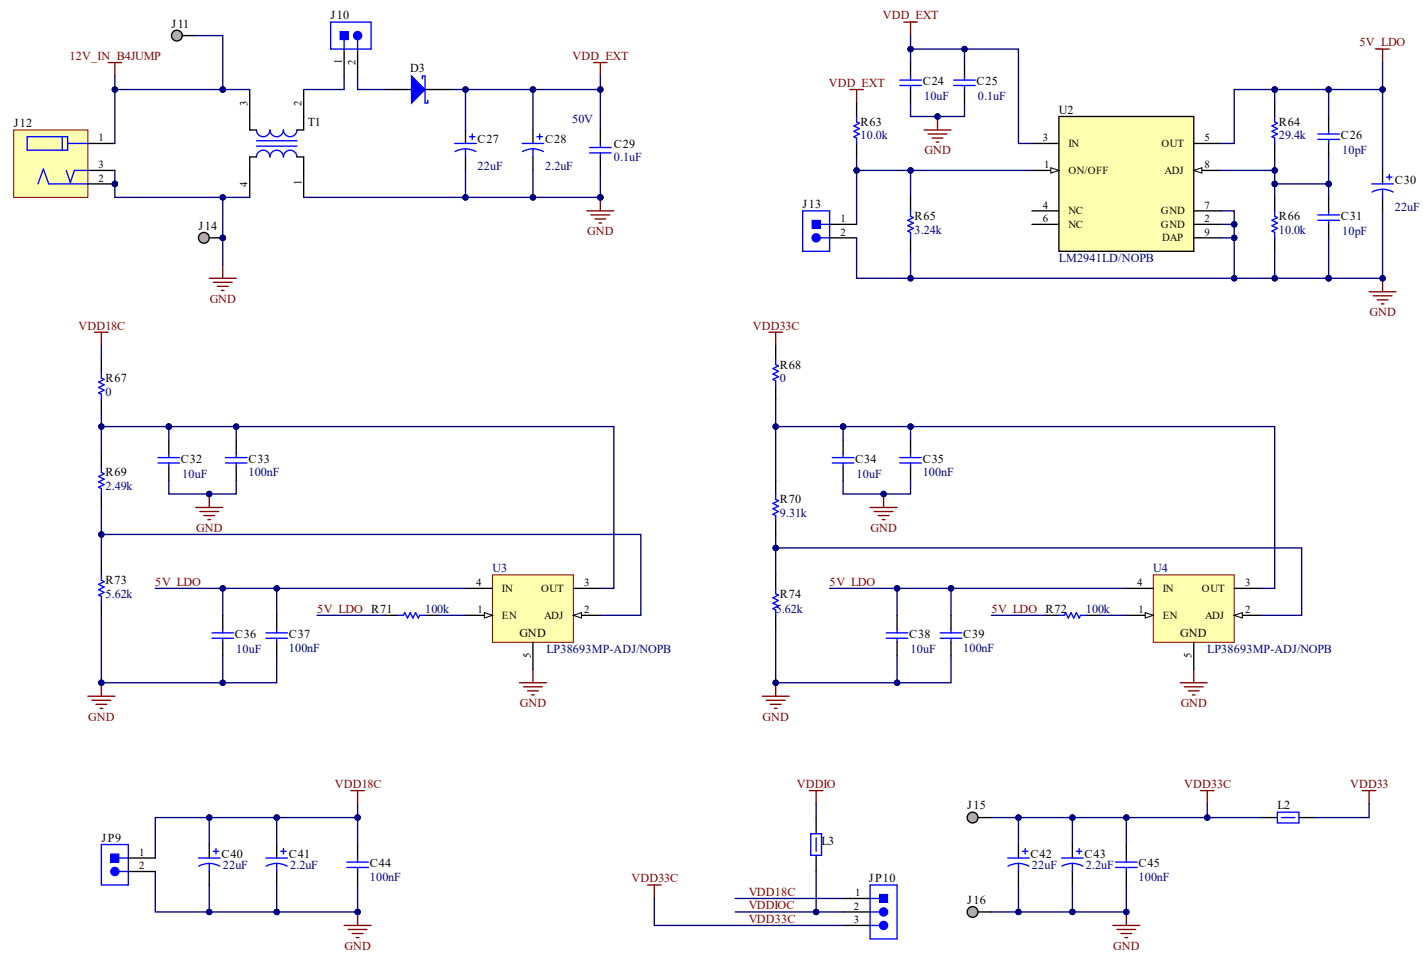 J11
12V_IN_B4JUMP
J12
1
3
2
J14
GND
3
2
T1
4
1
J10
1
2
D3
C27
22uF
C28
2.2uF
VDD_EXT
50V
C29
0.1uF
GND
VDD_EXT
C24
10uF
C25
0.1uF
GND
VDD_EXT
R63
10.0k
J13
1
2
R65
3.24k
U2
3 IN OUT 5
1 ON/OFF ADJ 8
4 NC GND 7
6 NC GND 2
DAP 9
LM2941LD/NOPB
5V_LDO
R64
29.4k
C26
10pF
R66
10.0k
C31
10pF
C30
22uF
GND
VDD18C
R67
0
R69
2.49k
C32
10uF
C33
100nF
GND
R73
5.62k
5V_LDO
C36
10uF
C37
100nF
5V_LDO R71 100k
U3
4 IN OUT 3
1 EN ADJ 2
GND
5
LP38693MP-ADJ/NOPB
GND
GND
VDD33C
R68
0
R70
9.31k
C34
10uF
C35
100nF
GND
R74
5.62k
5V_LDO
C38
10uF
C39
100nF
5V_LDO R72 100k
U4
4 IN OUT 3
1 EN ADJ 2
GND
5
LP38693MP-ADJ/NOPB
GND
GND
VDD18C
JP9
1
2
C40
22uF
C41
2.2uF
C44
100nF
GND
VDDIO
L3
VDD33C
JP10
VDD18C 1
VDDIOC 2
VDD33C 3
J15
J16
C42
22uF
C43
2.2uF
C45
100nF
GND
VDD33C
L2
VDD33